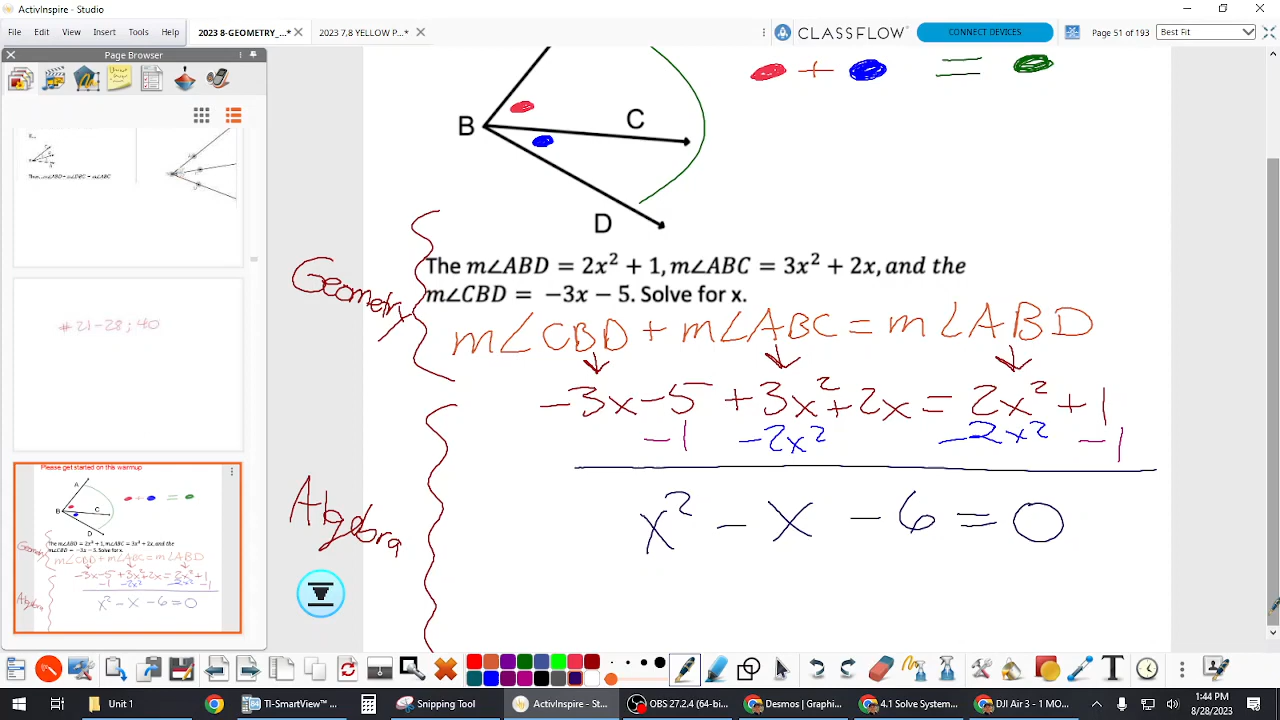 ActivInspire - Studio
File Edit View Insert Tools Help 2023 8-GEOMETRY_...* 2023 7,8 YELLOW P...* CLASSFLOW CONNECT DEVICES Page 51 of 193 Best Fit
Page Browser
#21-28; 40
Please get started on this warmup
A
B
C
D
Geometry
Algebra
B
C
D
+ =
Geometry
The m∠ABD = 2x² + 1, m∠ABC = 3x² + 2x, and the
m∠CBD = −3x − 5. Solve for x.
m∠CBD + m∠ABC = m∠ABD
-3x-5 +3x²+2x = 2x²+1
-1 -2x² -2x² -1
x² - x - 6 = 0
Algebra
T
Unit 1 TI-SmartView™... Snipping Tool ActivInspire - St... OBS 27.2.4 (64-bi... Desmos | Graphi... 4.1 Solve System... DJI Air 3 - 1 MO...
1:44 PM
8/28/2023